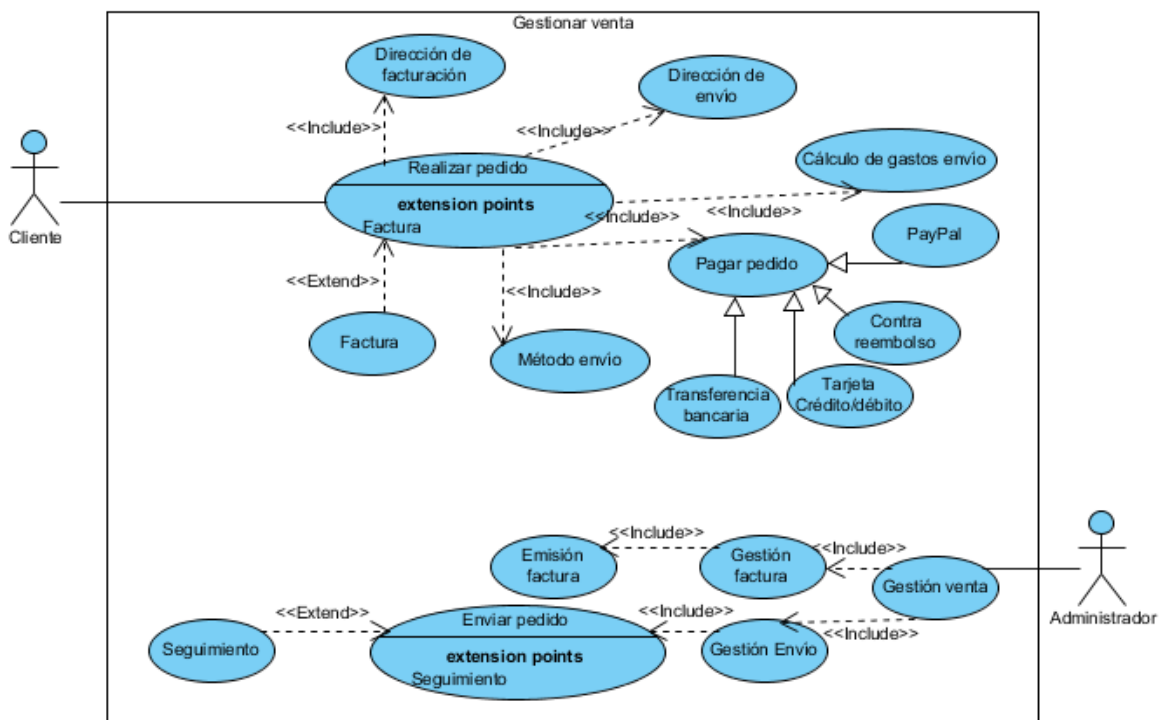 Gestionar venta
Dirección de
facturación
Dirección de
envío
<<Include>>
<<Include>>
Cálculo de gastos envío
Realizar pedido
extension points
Factura
<<Include>>
<<Include>>
Cliente
PayPal
Pagar pedido
<<Extend>>
<<Include>>
Contra
reembolso
Factura
Método envío
Transferencia
bancaria
Tarjeta
Crédito/débito
<<Include>>
<<Include>>
Emisión
factura
Gestión
factura
Gestión venta
Administrador
<<Extend>>
Enviar pedido
<<Include>>
<<Include>>
Seguimiento
extension points
Seguimiento
Gestión Envío